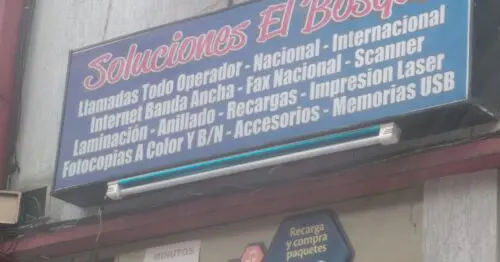 Soluciones El Bosque
Llamadas Todo Operador - Nacional - Internacional
Internet Banda Ancha - Fax Nacional - Scanner
Laminación - Anillado - Recargas - Impresion Laser
Fotocopias A Color Y B/N - Accesorios - Memorias USB
MINUTOS
Recarga
y compra
paquetes